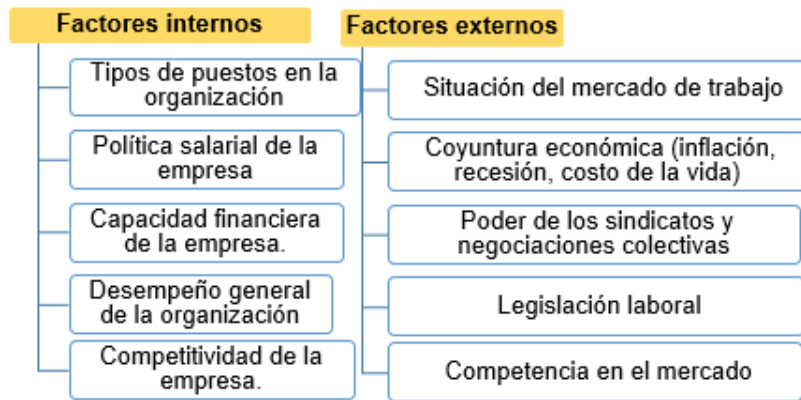 Factores internos
Tipos de puestos en la
organización
Política salarial de la
empresa
Capacidad financiera
de la empresa.
Desempeño general
de la organización
Competitividad de la
empresa.
Factores externos
Situación del mercado de trabajo
Coyuntura económica (inflación,
recesión, costo de la vida)
Poder de los sindicatos y
negociaciones colectivas
Legislación laboral
Competencia en el mercado